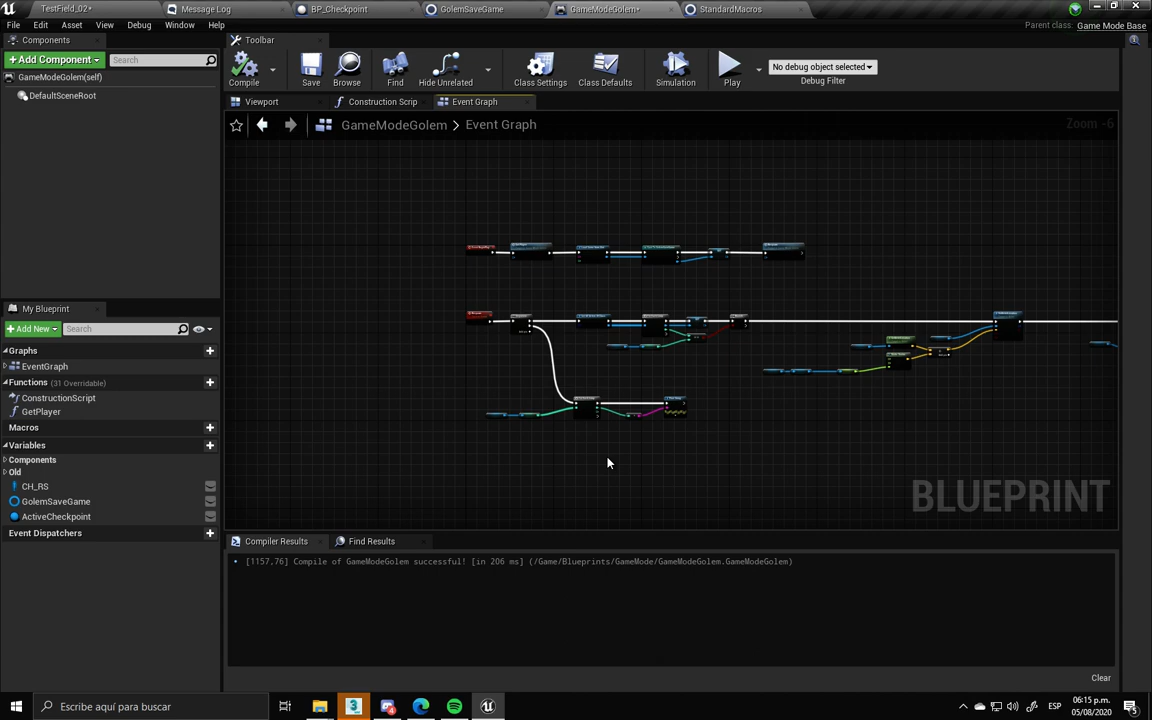 TestField_02*
Message Log
BP_Checkpoint
GolemSaveGame
GameModeGolem*
StandardMacros
File
Edit
Asset
View
Debug
Window
Help
Parent class: Game Mode Base
Components
Toolbar
+ Add Component
Search
GameModeGolem(self)
DefaultSceneRoot
Compile
Save
Browse
Find
Hide Unrelated
Class Settings
Class Defaults
Simulation
Play
No debug object selected
Debug Filter
Viewport
Construction Scrip
Event Graph
GameModeGolem > Event Graph
Zoom -6
My Blueprint
+ Add New
Search
Graphs
EventGraph
Functions (31 Overridable)
ConstructionScript
GetPlayer
Macros
Variables
Components
Old
CH_RS
GolemSaveGame
ActiveCheckpoint
Event Dispatchers
BLUEPRINT
Compiler Results
Find Results
[1157,76] Compile of GameModeGolem successful! [in 206 ms] (/Game/Blueprints/GameMode/GameModeGolem.GameModeGolem)
Clear
Escribe aquí para buscar
ESP
06:15 p.m.
05/08/2020
5